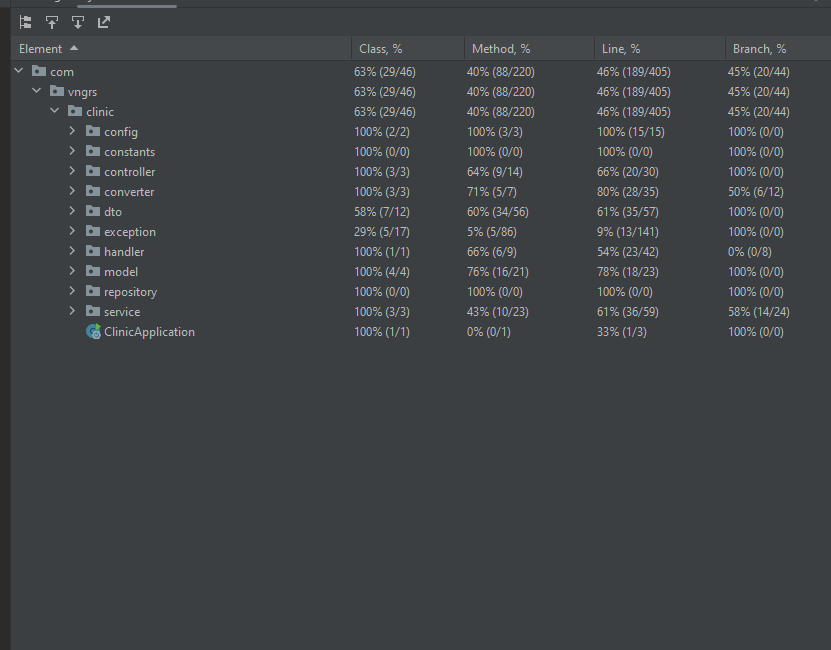 Element Class, % Method, % Line, % Branch, %
com 63% (29/46) 40% (88/220) 46% (189/405) 45% (20/44)
vngrs 63% (29/46) 40% (88/220) 46% (189/405) 45% (20/44)
clinic 63% (29/46) 40% (88/220) 46% (189/405) 45% (20/44)
config 100% (2/2) 100% (3/3) 100% (15/15) 100% (0/0)
constants 100% (0/0) 100% (0/0) 100% (0/0) 100% (0/0)
controller 100% (3/3) 64% (9/14) 66% (20/30) 100% (0/0)
converter 100% (3/3) 71% (5/7) 80% (28/35) 50% (6/12)
dto 58% (7/12) 60% (34/56) 61% (35/57) 100% (0/0)
exception 29% (5/17) 5% (5/86) 9% (13/141) 100% (0/0)
handler 100% (1/1) 66% (6/9) 54% (23/42) 0% (0/8)
model 100% (4/4) 76% (16/21) 78% (18/23) 100% (0/0)
repository 100% (0/0) 100% (0/0) 100% (0/0) 100% (0/0)
service 100% (3/3) 43% (10/23) 61% (36/59) 58% (14/24)
ClinicApplication 100% (1/1) 0% (0/1) 33% (1/3) 100% (0/0)